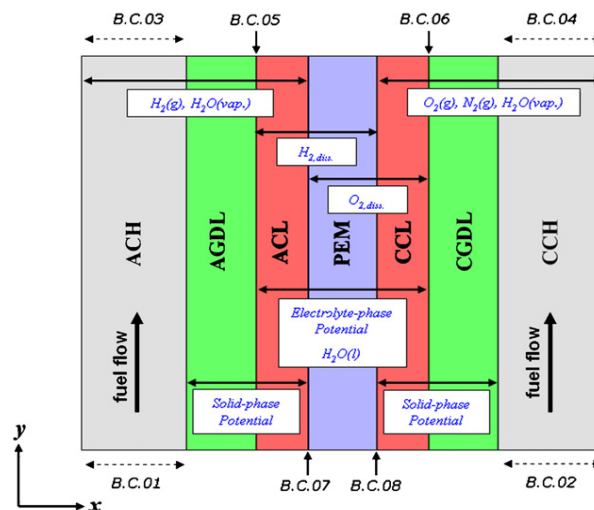 B.C.03
B.C.05
B.C.06
B.C.04
H2(g), H2O(vap.)
O2(g), N2(g), H2O(vap.)
H2,diss.
O2,diss.
ACH
AGDL
ACL
PEM
CCL
CGDL
CCH
Electrolyte-phase
Potential
H2O(l)
fuel flow
fuel flow
Solid-phase
Potential
Solid-phase
Potential
y
x
B.C.01
B.C.07
B.C.08
B.C.02